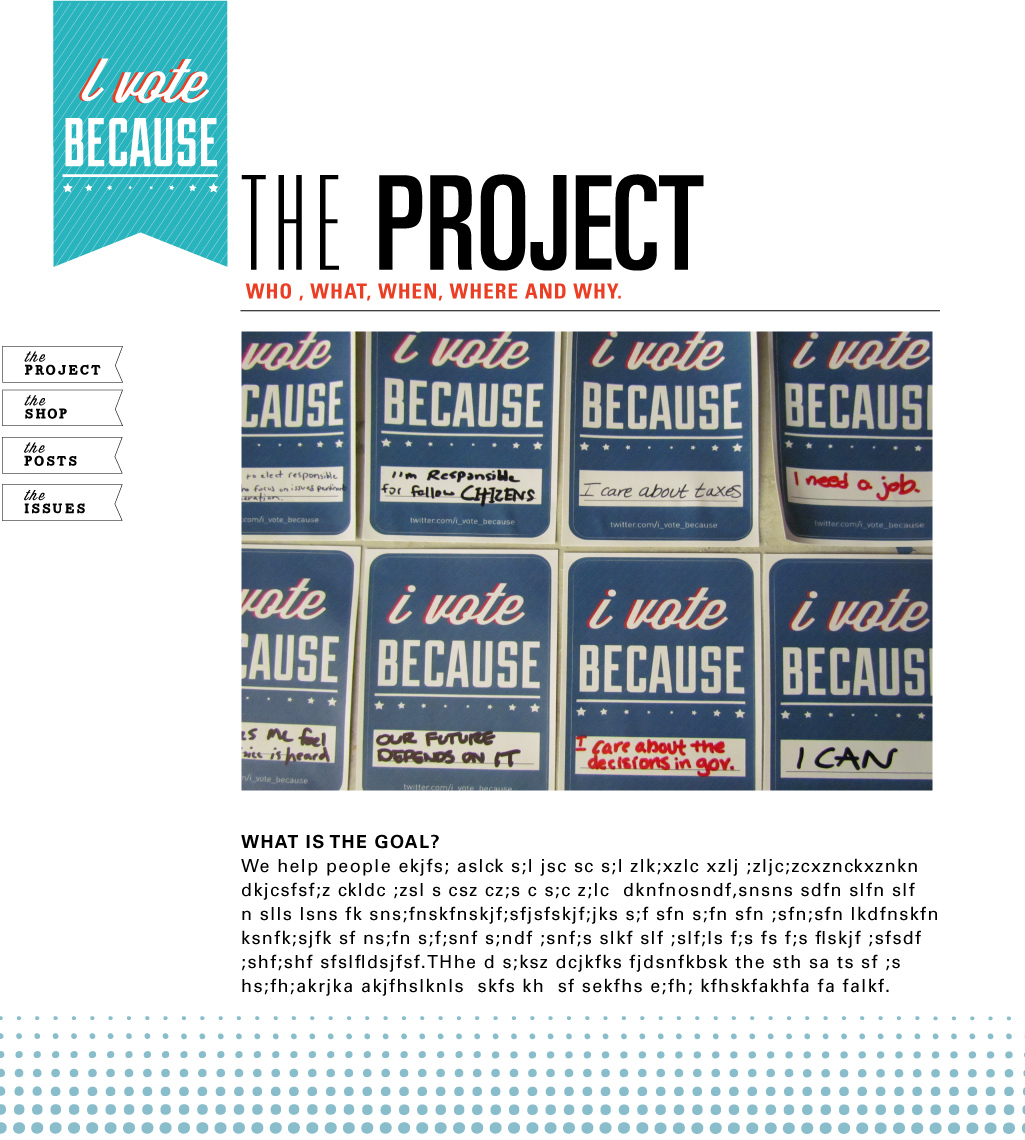 i vote
BECAUSE
THE PROJECT
WHO , WHAT, WHEN, WHERE AND WHY.
the
PROJECT
the
SHOP
the
POSTS
the
ISSUES
vote
CAUSE
to elect responsible
focus on issues
.com/i_vote_because
i vote
BECAUSE
I'm Responsible
for fellow CITIZENS
twitter.com/i_vote_because
i vote
BECAUSE
I care about taxes
twitter.com/i_vote_because
i vote
BECAUSE
I need a job.
twitter.com/i_vote_because
vote
CAUSE
es me feel
voice is heard
m/i_vote_because
i vote
BECAUSE
OUR FUTURE
DEPENDS ON IT
twitter.com/i_vote_because
i vote
BECAUSE
I care about the
decisions in gov.
i vote
BECAUS
I CAN
WHAT IS THE GOAL?
We help people ekjfs; aslck s;l jsc sc s;l zlk;xzlc xzlj ;zljc;zcxznckxznkn
dkjcsfsf;z ckldc ;zsl s csz cz;s c s;c z;lc  dknfnosndf,snsns sdfn slfn slf
n slls lsns fk sns;fnskfnskjf;sfjsfskjf;jks s;f sfn s;fn sfn ;sfn;sfn lkdfnskfn
ksnfk;sjfk sf ns;fn s;f;snf s;ndf ;snf;s slkf slf ;slf;ls f;s fs f;s flskjf ;sfsdf
;shf;shf sfslfldsjfsf.THhe d s;ksz dcjkfks fjdsnfkbsk the sth sa ts sf ;s
hs;fh;akrjka akjfhslknls  skfs kh  sf sekfhs e;fh; kfhskfakhfa fa falkf.